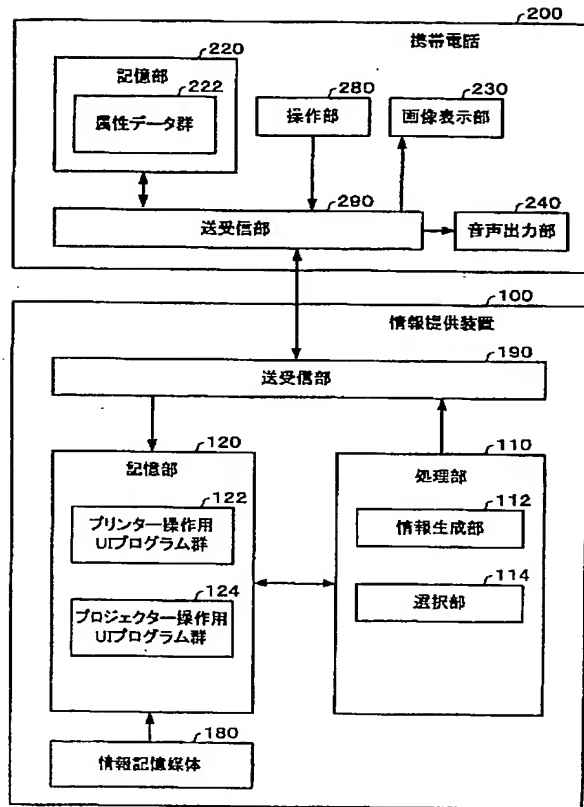 200
携帯電話
220
記憶部
222
属性データ群
280
操作部
230
画像表示部
290
送受信部
240
音声出力部
100
情報提供装置
190
送受信部
120
記憶部
122
プリンター操作用
UIプログラム群
124
プロジェクター操作用
UIプログラム群
110
処理部
112
情報生成部
114
選択部
180
情報記憶媒体